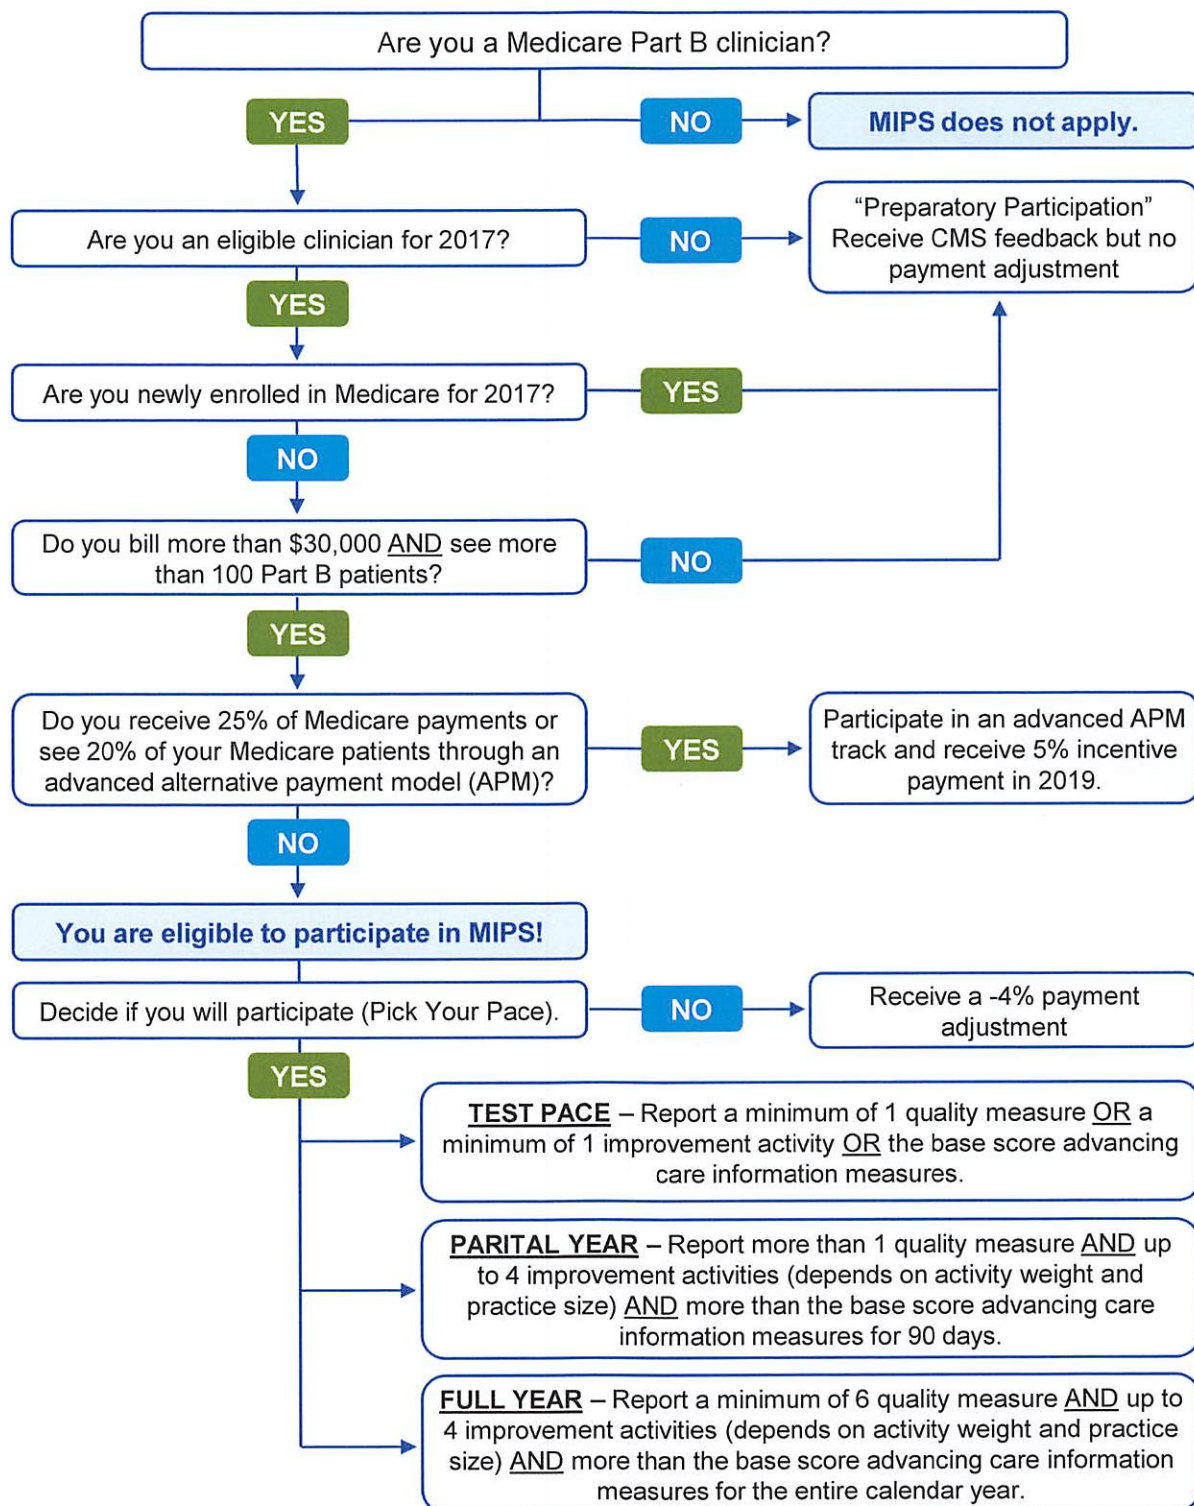 Are you a Medicare Part B clinician?
YES
NO
MIPS does not apply.
Are you an eligible clinician for 2017?
NO
“Preparatory Participation”
Receive CMS feedback but no
payment adjustment
YES
Are you newly enrolled in Medicare for 2017?
YES
NO
Do you bill more than $30,000 AND see more
than 100 Part B patients?
NO
YES
Do you receive 25% of Medicare payments or
see 20% of your Medicare patients through an
advanced alternative payment model (APM)?
YES
Participate in an advanced APM
track and receive 5% incentive
payment in 2019.
NO
You are eligible to participate in MIPS!
Decide if you will participate (Pick Your Pace).
NO
Receive a -4% payment
adjustment
YES
TEST PACE – Report a minimum of 1 quality measure OR a
minimum of 1 improvement activity OR the base score advancing
care information measures.
PARITAL YEAR – Report more than 1 quality measure AND up
to 4 improvement activities (depends on activity weight and
practice size) AND more than the base score advancing care
information measures for 90 days.
FULL YEAR – Report a minimum of 6 quality measure AND up to
4 improvement activities (depends on activity weight and practice
size) AND more than the base score advancing care information
measures for the entire calendar year.